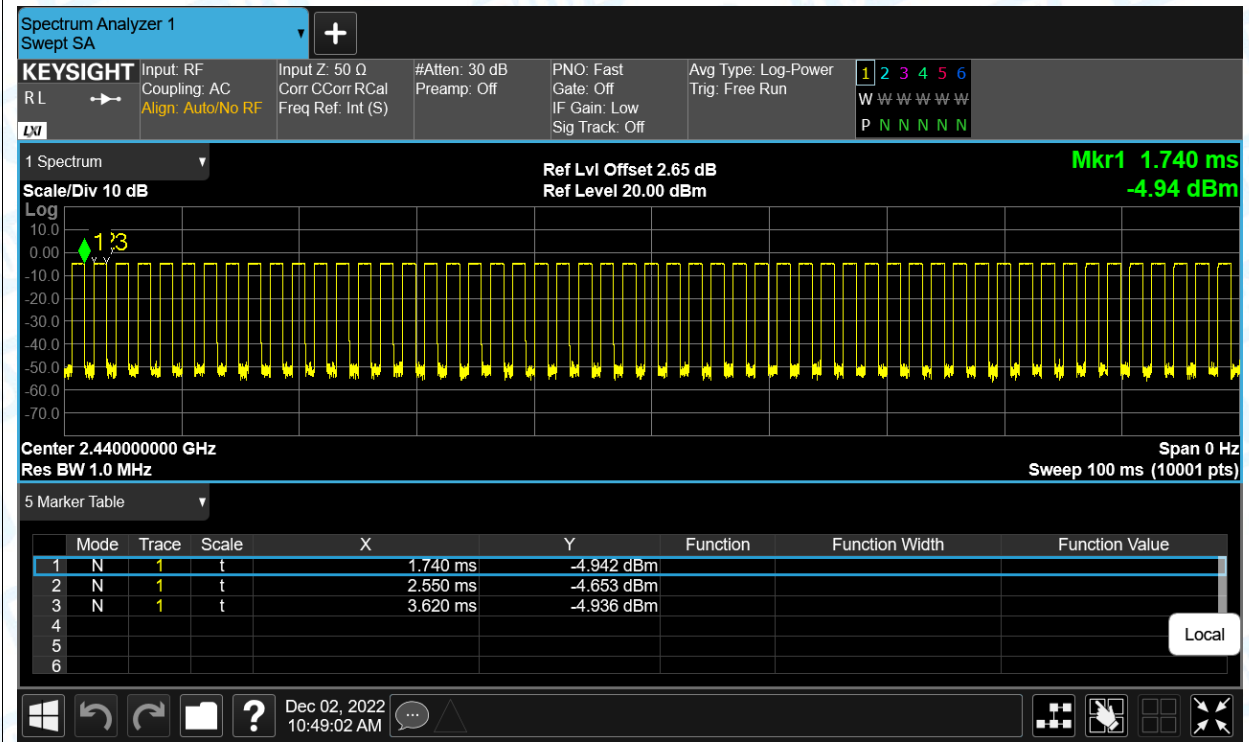 Spectrum Analyzer 1
Swept SA
KEYSIGHT Input: RF Input Z: 50 Ω #Atten: 30 dB PNO: Fast Avg Type: Log-Power 1 2 3 4 5 6
R L Coupling: AC Corr CCorr RCal Preamp: Off Gate: Off Trig: Free Run W W W W W W
Align: Auto/No RF Freq Ref: Int (S) IF Gain: Low
LXI Sig Track: Off P N N N N N
1 Spectrum Ref Lvl Offset 2.65 dB Mkr1 1.740 ms
Scale/Div 10 dB Ref Level 20.00 dBm -4.94 dBm
Log
10.0
0.00
-10.0
-20.0
-30.0
-40.0
-50.0
-60.0
-70.0
1 3
Center 2.440000000 GHz Span 0 Hz
Res BW 1.0 MHz Sweep 100 ms (10001 pts)
5 Marker Table
Mode Trace Scale X Y Function Function Width Function Value
1 N 1 t 1.740 ms -4.942 dBm
2 N 1 t 2.550 ms -4.653 dBm
3 N 1 t 3.620 ms -4.936 dBm
4
5
6
Local
? Dec 02, 2022
10:49:02 AM